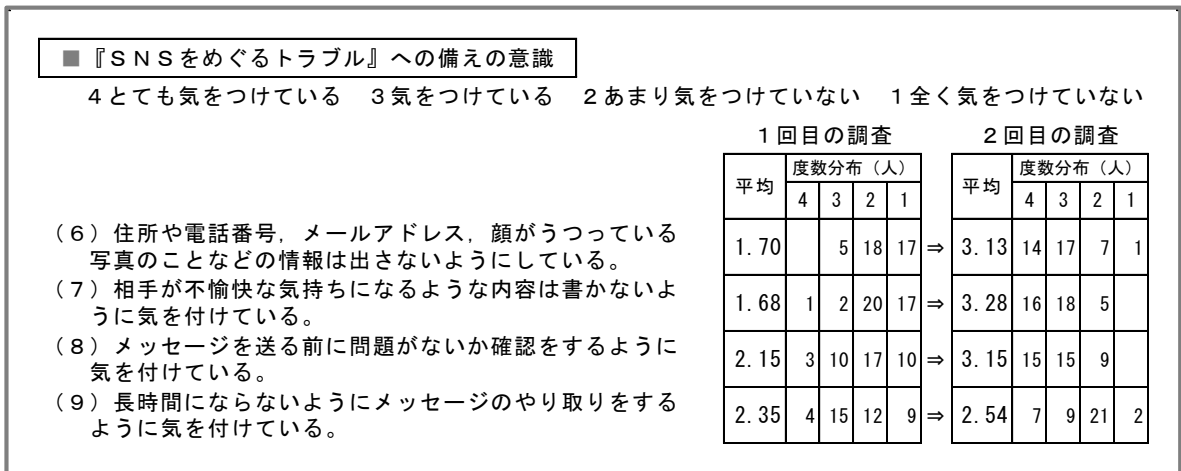 ■『ＳＮＳをめぐるトラブル』への備えの意識
４とても気をつけている　３気をつけている　２あまり気をつけていない　１全く気をつけていない
１回目の調査　２回目の調査
平均　度数分布（人）　平均　度数分布（人）
4 3 2 1　4 3 2 1
（６）住所や電話番号，メールアドレス，顔がうつっている
写真のことなどの情報は出さないようにしている。
1.70　5 18 17 ⇒ 3.13 14 17 7 1
（７）相手が不愉快な気持ちになるような内容は書かないよ
うに気を付けている。
1.68 1 2 20 17 ⇒ 3.28 16 18 5
（８）メッセージを送る前に問題がないか確認をするように
気を付けている。
2.15 3 10 17 10 ⇒ 3.15 15 15 9
（９）長時間にならないようにメッセージのやり取りをする
ように気を付けている。
2.35 4 15 12 9 ⇒ 2.54 7 9 21 2